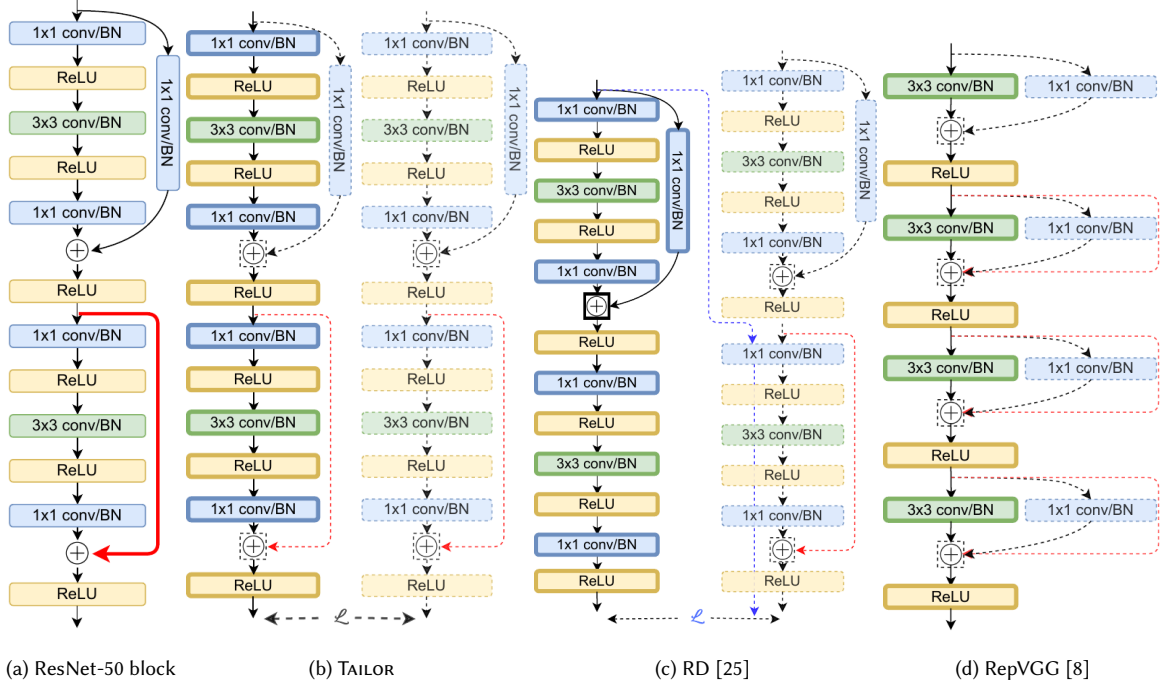 1x1 conv/BN
ReLU
3x3 conv/BN
ReLU
1x1 conv/BN
1x1 conv/BN
ReLU
1x1 conv/BN
ReLU
3x3 conv/BN
ReLU
1x1 conv/BN
ReLU
(a) ResNet-50 block
1x1 conv/BN
ReLU
3x3 conv/BN
ReLU
1x1 conv/BN
1x1 conv/BN
ReLU
1x1 conv/BN
ReLU
3x3 conv/BN
ReLU
1x1 conv/BN
ReLU
1x1 conv/BN
ReLU
3x3 conv/BN
ReLU
1x1 conv/BN
1x1 conv/BN
ReLU
1x1 conv/BN
ReLU
3x3 conv/BN
ReLU
1x1 conv/BN
ReLU
ℒ
(b) TAILOR
1x1 conv/BN
ReLU
3x3 conv/BN
ReLU
1x1 conv/BN
1x1 conv/BN
ReLU
1x1 conv/BN
ReLU
3x3 conv/BN
ReLU
1x1 conv/BN
ReLU
1x1 conv/BN
ReLU
3x3 conv/BN
ReLU
1x1 conv/BN
1x1 conv/BN
ReLU
1x1 conv/BN
ReLU
3x3 conv/BN
ReLU
1x1 conv/BN
ReLU
ℒ
(c) RD [25]
3x3 conv/BN
1x1 conv/BN
ReLU
3x3 conv/BN
1x1 conv/BN
ReLU
3x3 conv/BN
1x1 conv/BN
ReLU
3x3 conv/BN
1x1 conv/BN
ReLU
(d) RepVGG [8]